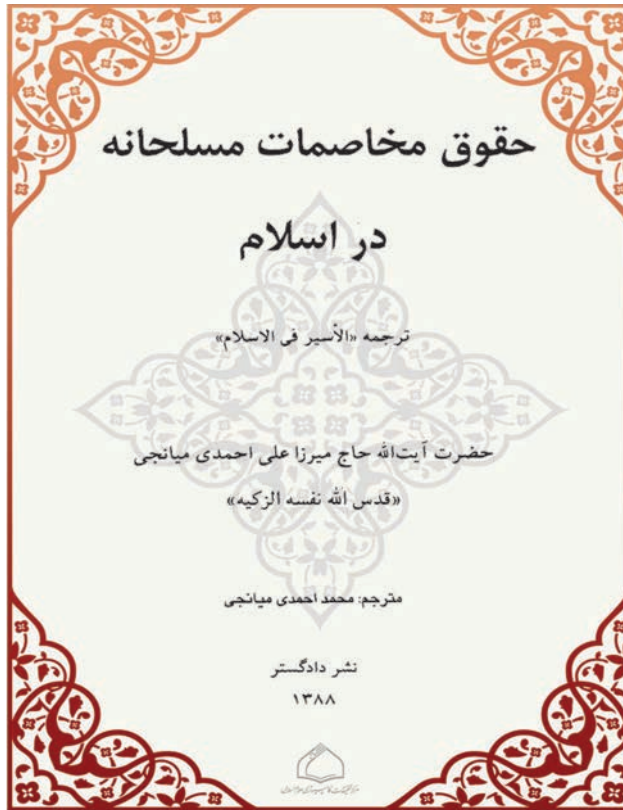 حقوق مخاصمات مسلحانه
در اسلام
ترجمه «الأسیر فی الاسلام»
حضرت آیت‌الله حاج میرزا علی احمدی میانجی
«قدس الله نفسه الزکیه»
مترجم: محمد احمدی میانجی
نشر دادگستر
۱۳۸۸